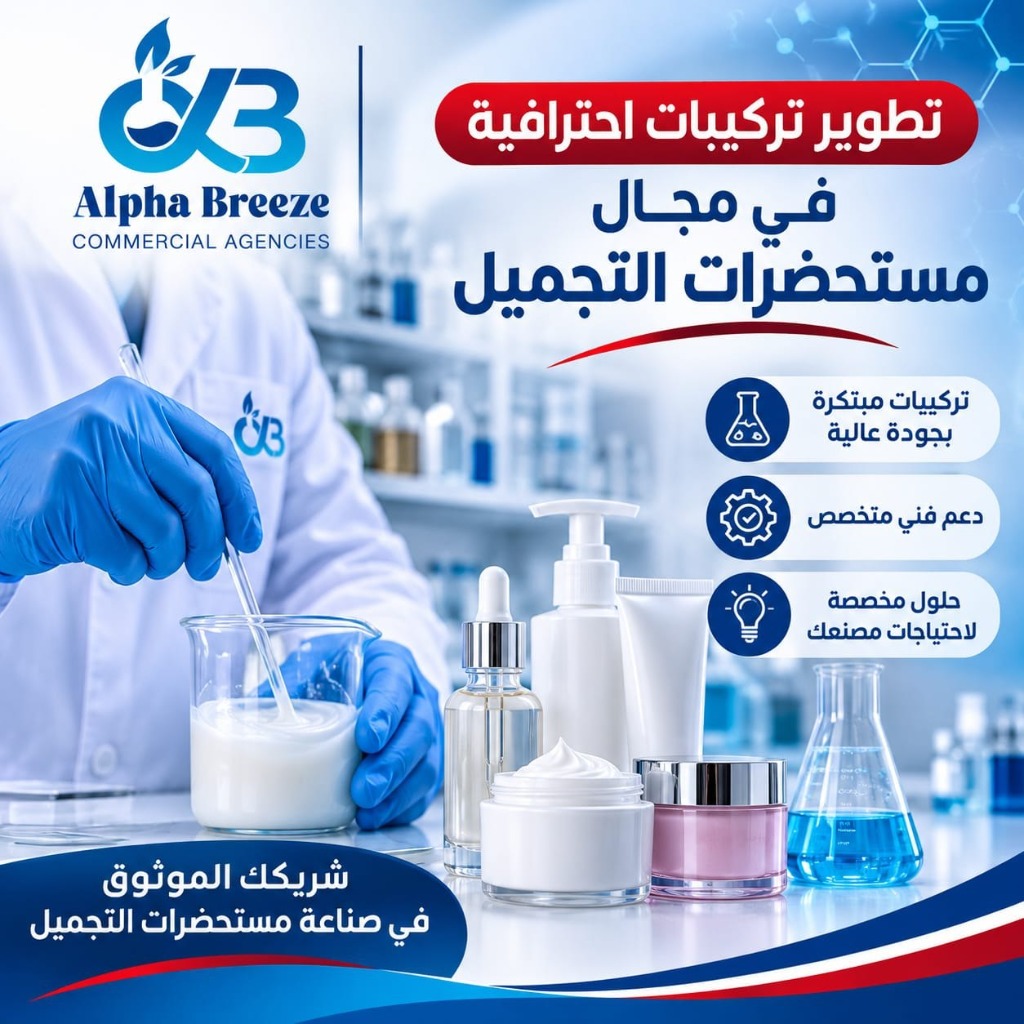 Alpha Breeze
COMMERCIAL AGENCIES
تطوير تركيبات احترافية
في مجال
مستحضرات التجميل
تركيبات مبتكرة
بجودة عالية
دعم فني متخصص
حلول مخصصة
لاحتياجات مصنعك
شريكك الموثوق
في صناعة مستحضرات التجميل